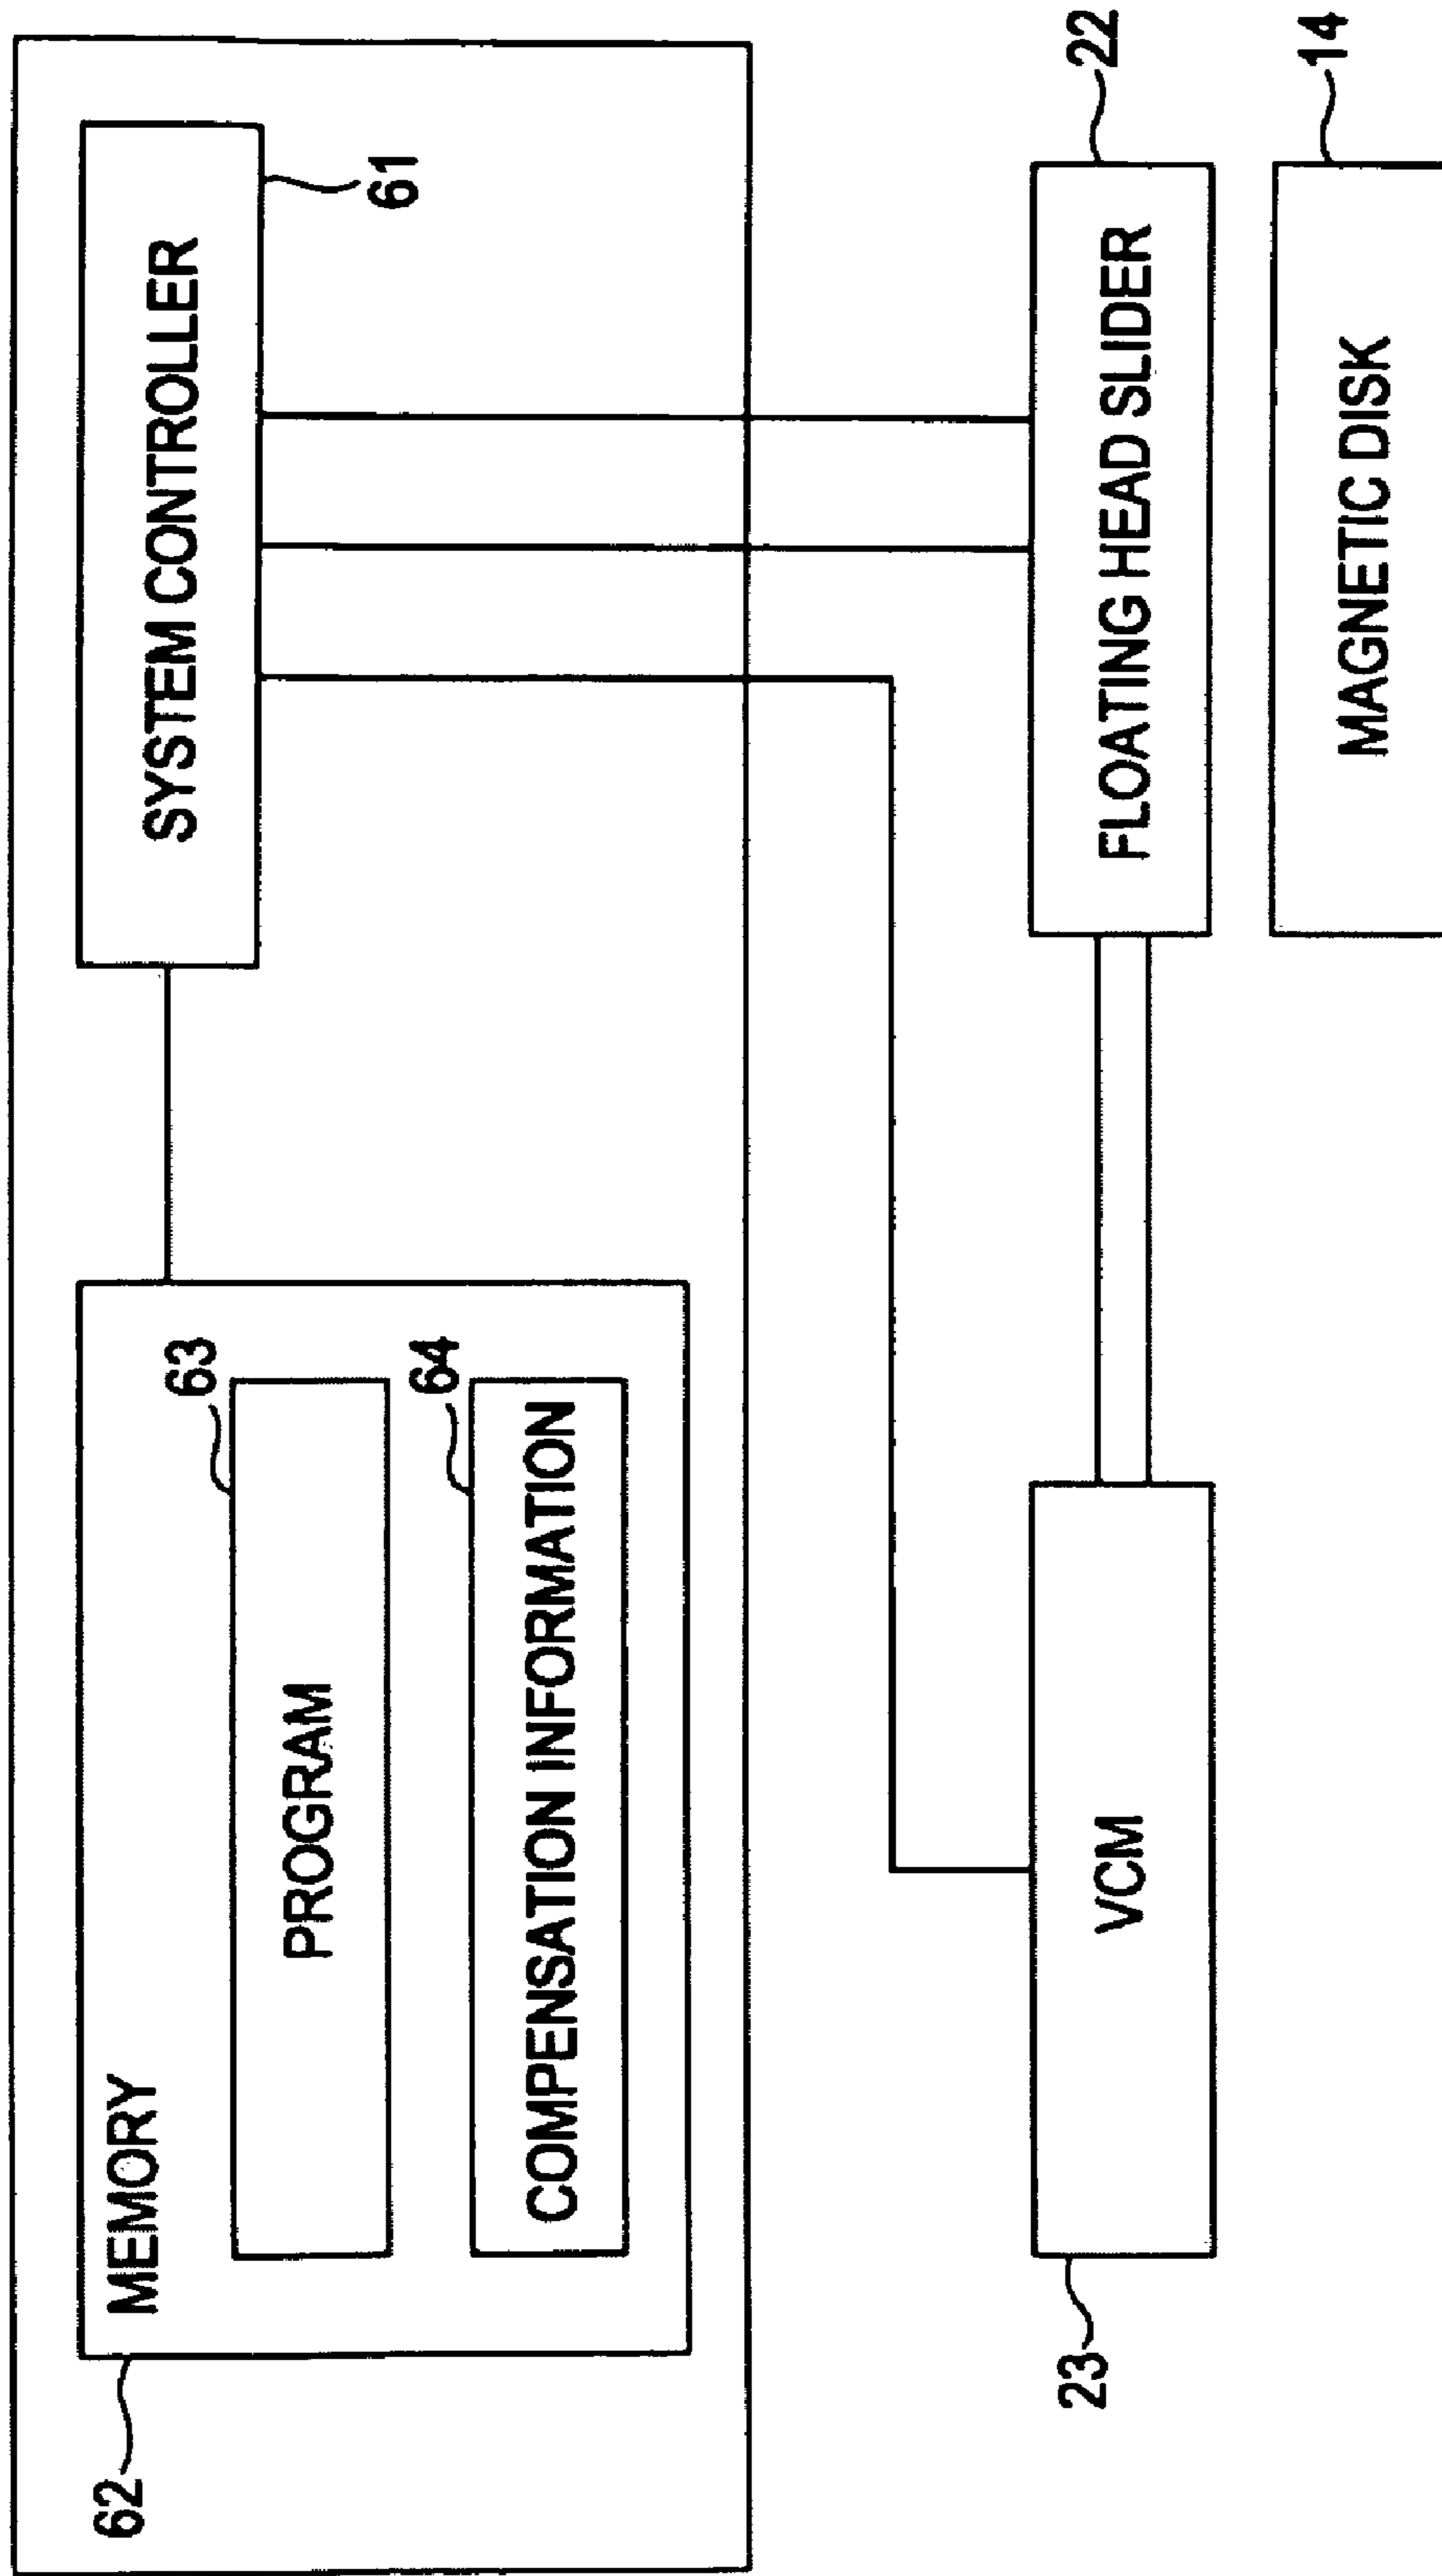 62
MEMORY
63
PROGRAM
64
COMPENSATION INFORMATION
SYSTEM CONTROLLER
61
23
VCM
FLOATING HEAD SLIDER
22
MAGNETIC DISK
14